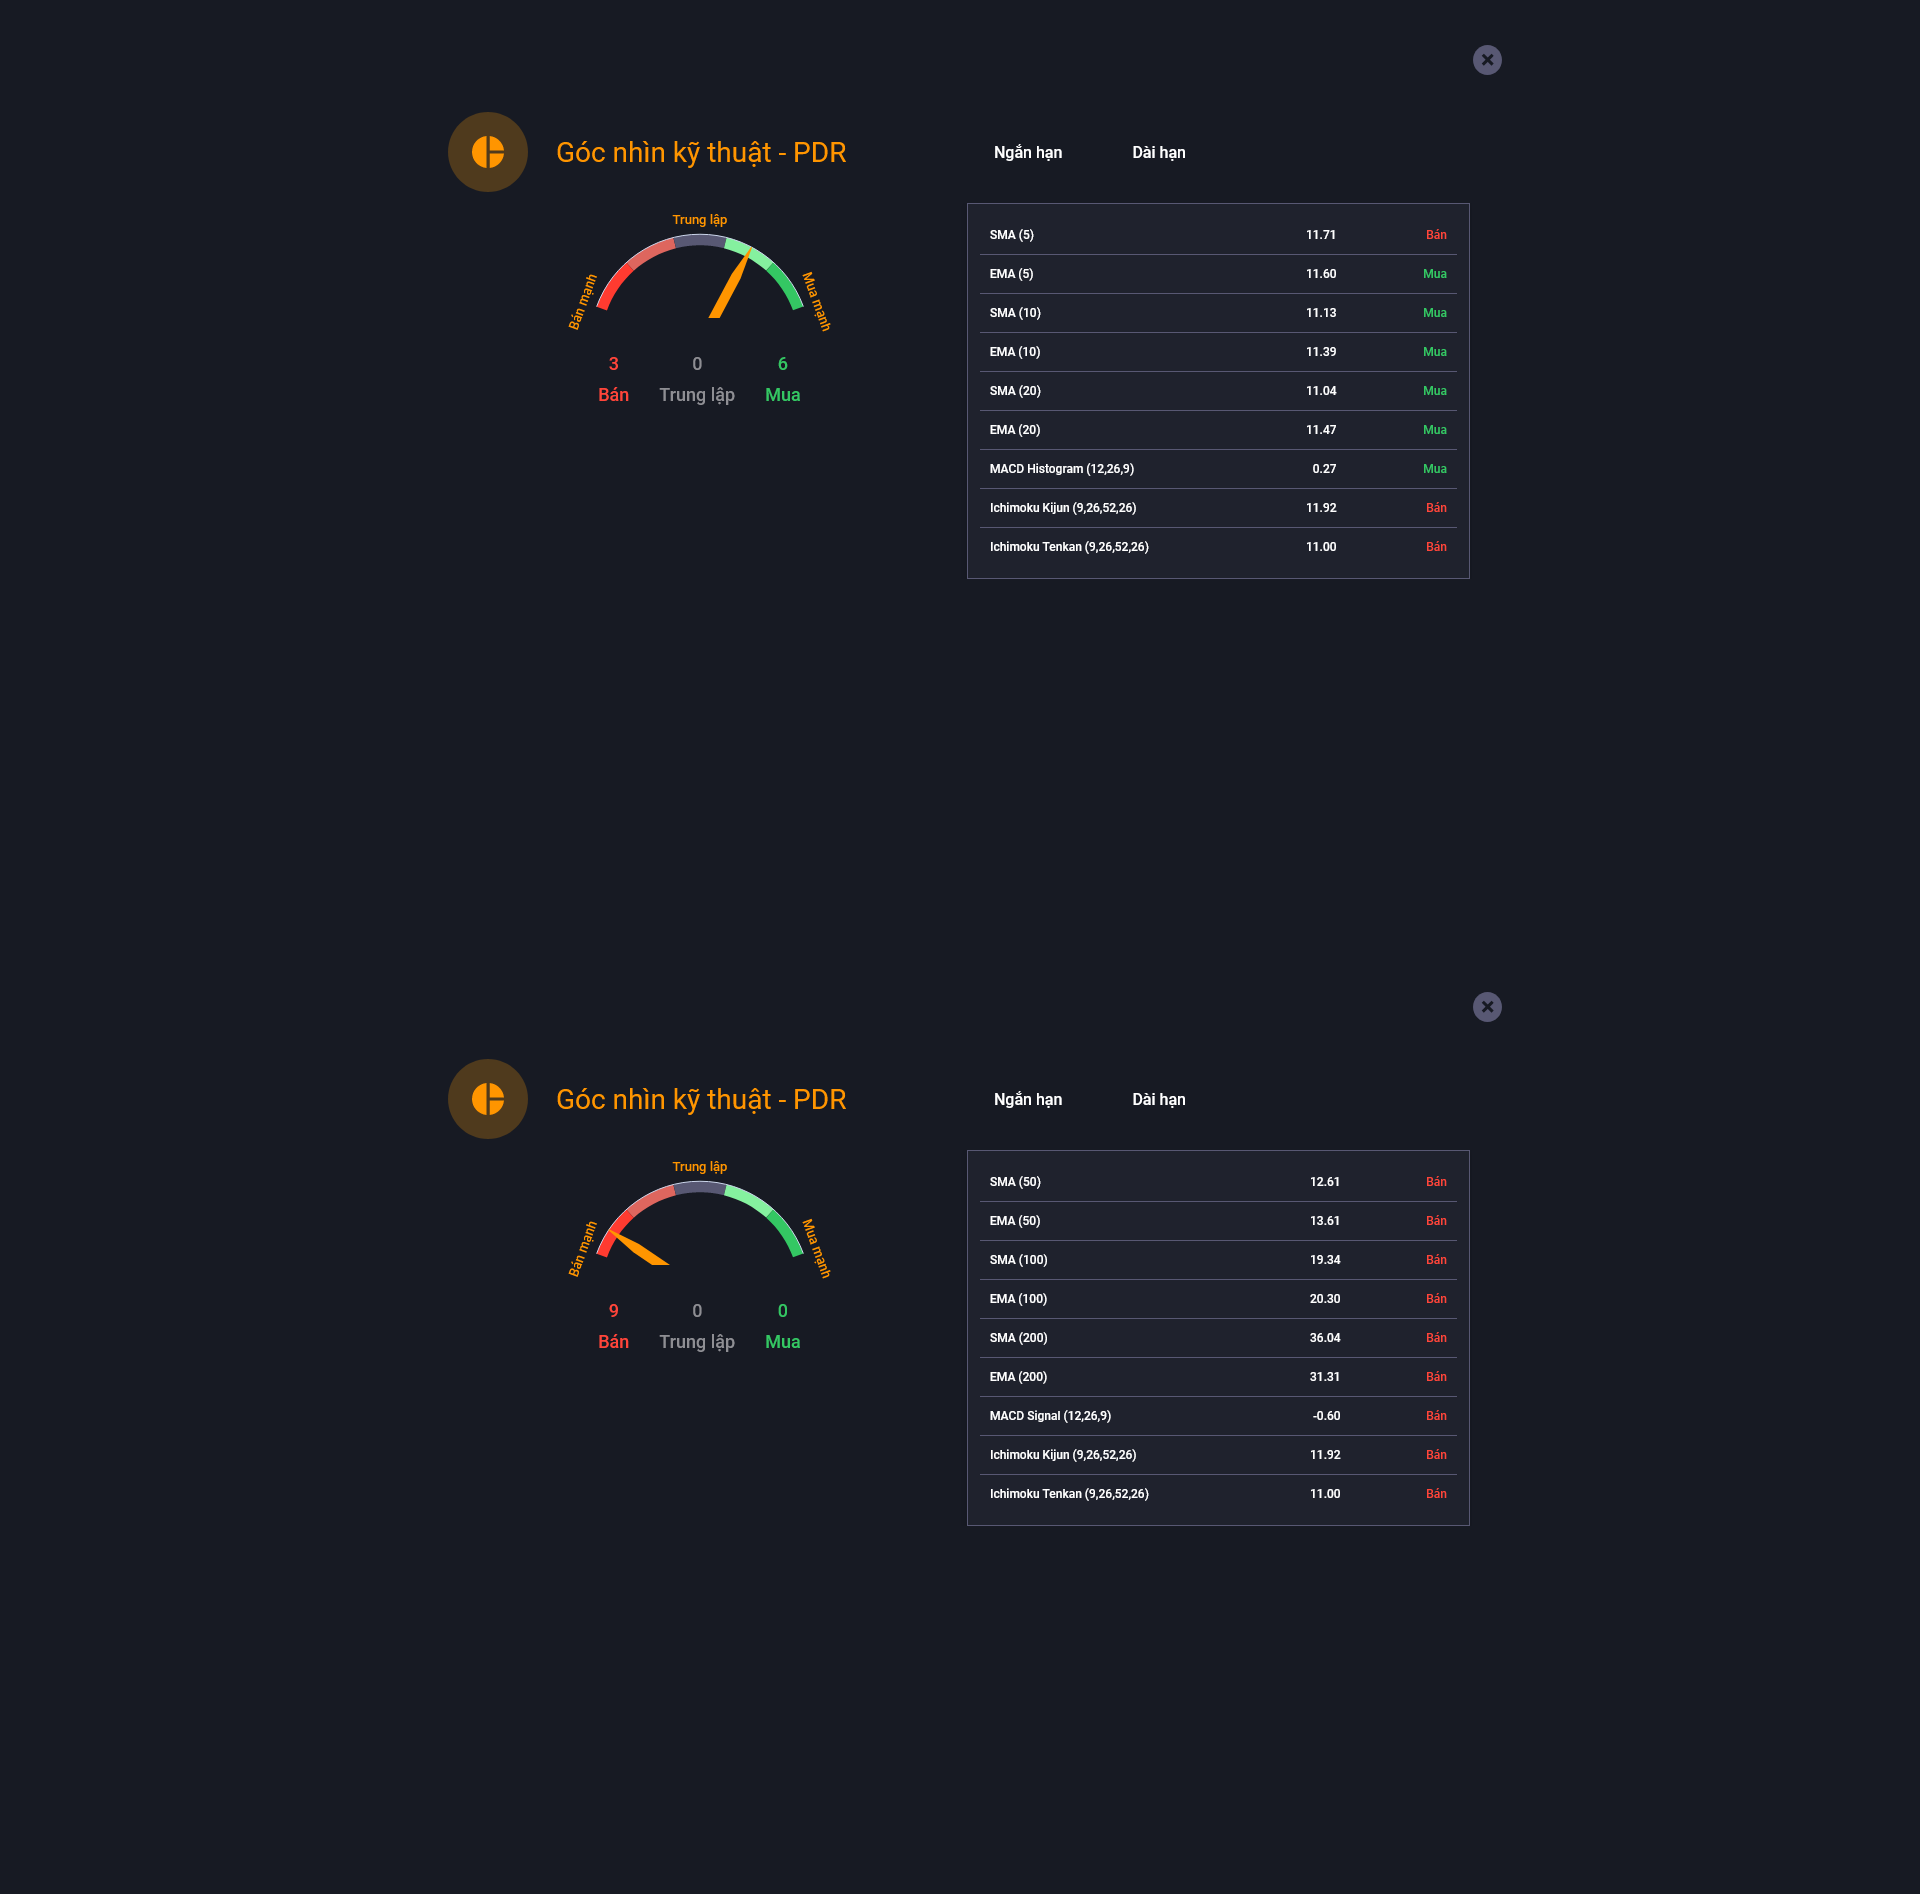 Góc nhìn kỹ thuật - PDR
Ngắn hạn Dài hạn
Trung lập
Bán mạnh
Mua mạnh
3 0 6
Bán Trung lập Mua
SMA (5) 11.71 Bán
EMA (5) 11.60 Mua
SMA (10) 11.13 Mua
EMA (10) 11.39 Mua
SMA (20) 11.04 Mua
EMA (20) 11.47 Mua
MACD Histogram (12,26,9) 0.27 Mua
Ichimoku Kijun (9,26,52,26) 11.92 Bán
Ichimoku Tenkan (9,26,52,26) 11.00 Bán
Góc nhìn kỹ thuật - PDR
Ngắn hạn Dài hạn
Trung lập
Bán mạnh
Mua mạnh
9 0 0
Bán Trung lập Mua
SMA (50) 12.61 Bán
EMA (50) 13.61 Bán
SMA (100) 19.34 Bán
EMA (100) 20.30 Bán
SMA (200) 36.04 Bán
EMA (200) 31.31 Bán
MACD Signal (12,26,9) -0.60 Bán
Ichimoku Kijun (9,26,52,26) 11.92 Bán
Ichimoku Tenkan (9,26,52,26) 11.00 Bán